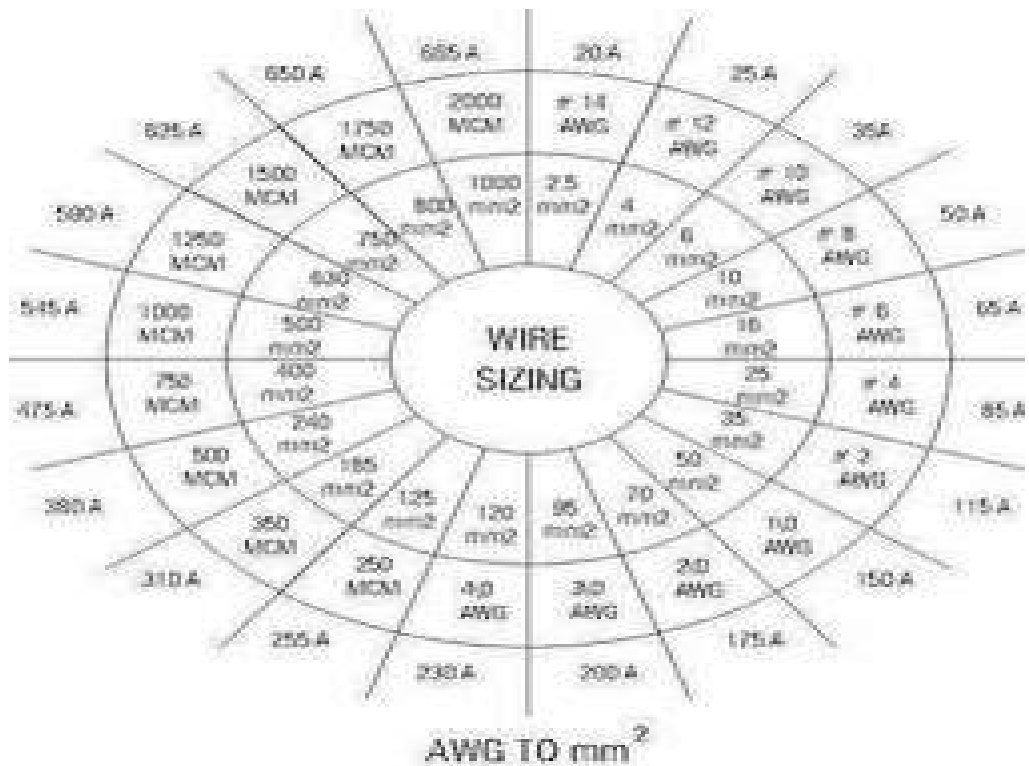 665 A
20 A
650 A
25 A
2000
MCM
# 14
AWG
625 A
1750
MCM
# 12
AWG
35A
1500
MCM
# 10
AWG
1000
mm2
2.5
mm2
800
mm2
4
mm2
580 A
50 A
1250
MCM
750
mm2
6
mm2
# 8
AWG
630
mm2
10
mm2
545 A
65 A
1000
MCM
500
mm2
WIRE
SIZING
16
mm2
# 6
AWG
475 A
85 A
750
MCM
400
mm2
25
mm2
# 4
AWG
240
mm2
35
mm2
380 A
115 A
500
MCM
185
mm2
50
mm2
# 2
AWG
125
mm2
120
mm2
95
mm2
70
mm2
310 A
150 A
350
MCM
1,0
AWG
250
MCM
4,0
AWG
3,0
AWG
2,0
AWG
255 A
175 A
230 A
200 A
AWG TO mm²